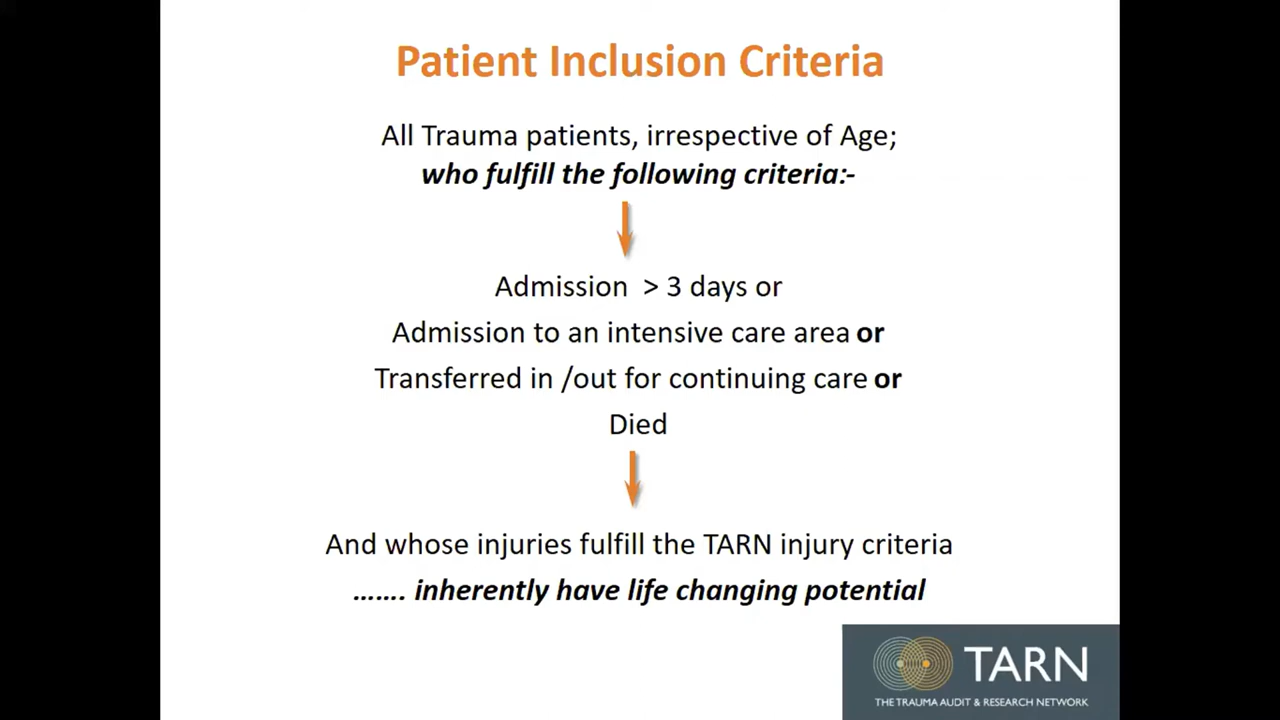 Patient Inclusion Criteria
All Trauma patients, irrespective of Age;
who fulfill the following criteria:-
Admission  > 3 days or
Admission to an intensive care area or
Transferred in /out for continuing care or
Died
And whose injuries fulfill the TARN injury criteria
……. inherently have life changing potential
TARN
THE TRAUMA AUDIT & RESEARCH NETWORK